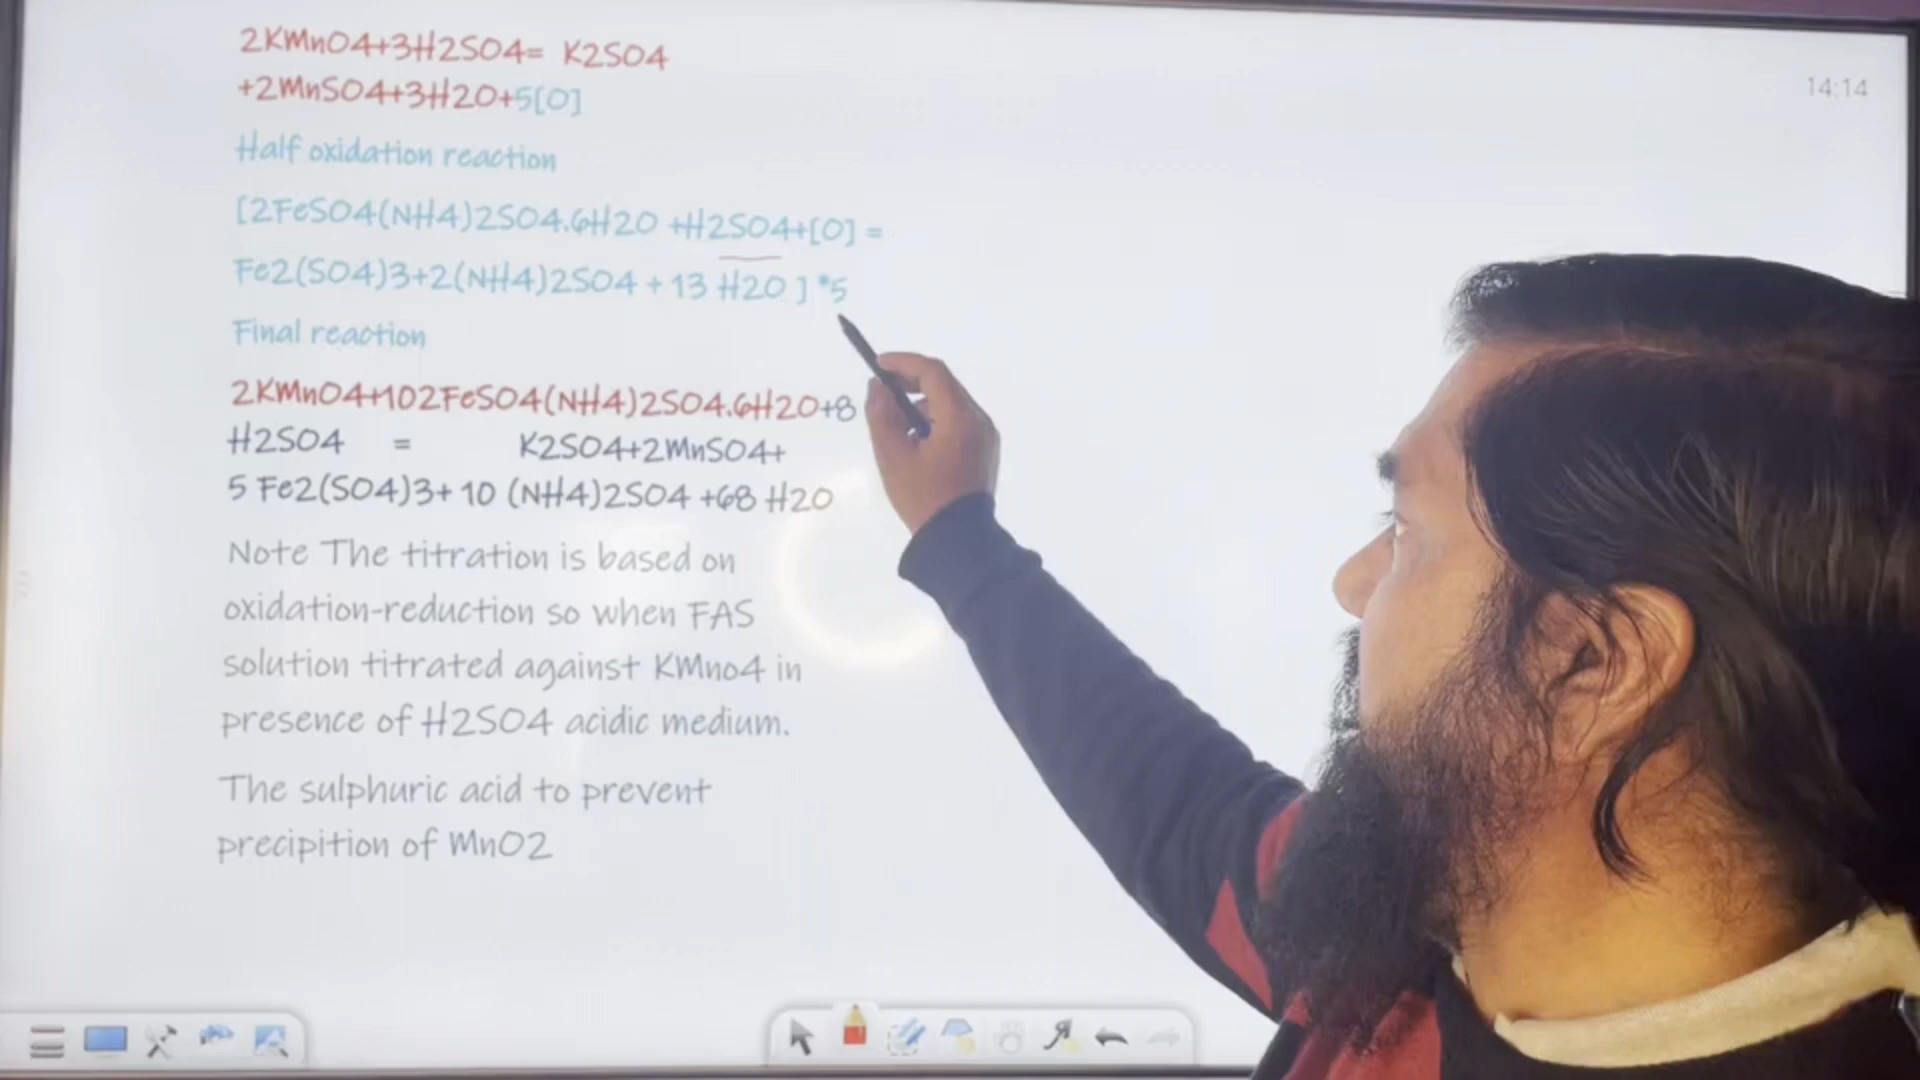 2KMnO4+3H2SO4= K2SO4
14:14
+2MnSO4+3H2O+5[O]
Half oxidation reaction
[2FeSO4(NH4)2SO4.6H2O +H2SO4+[O] =
Fe2(SO4)3+2(NH4)2SO4 + 13 H2O ] *5
Final reaction
2KMnO4+102FeSO4(NH4)2SO4.6H2O+8
H2SO4 = K2SO4+2MnSO4+
5 Fe2(SO4)3+ 10 (NH4)2SO4 +68 H2O
Note The titration is based on
oxidation-reduction so when FAS
solution titrated against KMno4 in
presence of H2SO4 acidic medium.
The sulphuric acid to prevent
precipition of MnO2